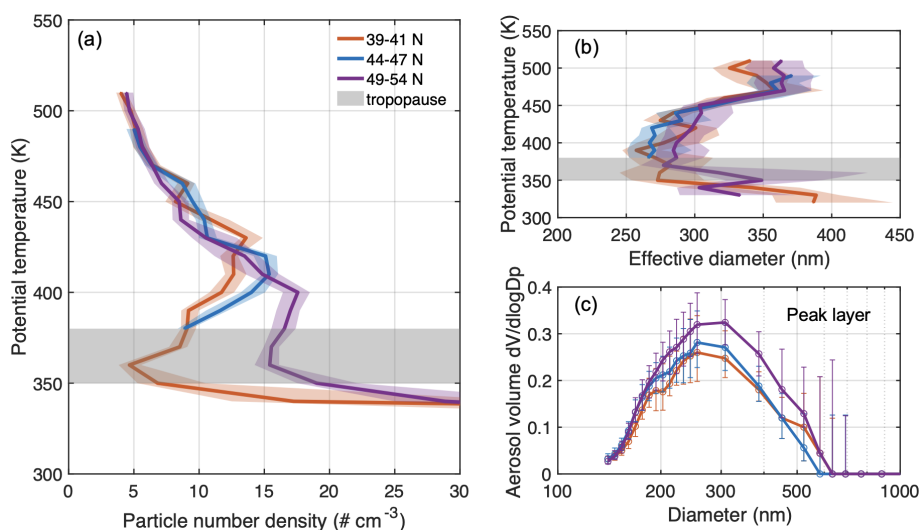 (a)
550
500
450
400
350
300
0
5
10
15
20
25
30
Potential temperature (K)
Particle number density (# cm⁻³)
39-41 N
44-47 N
49-54 N
tropopause
(b)
550
500
450
400
350
300
200
250
300
350
400
450
Potential temperature (K)
Effective diameter (nm)
(c)
Peak layer
0.4
0.3
0.2
0.1
0
100
200
300
500
1000
Aerosol volume dV/dlogDp
Diameter (nm)